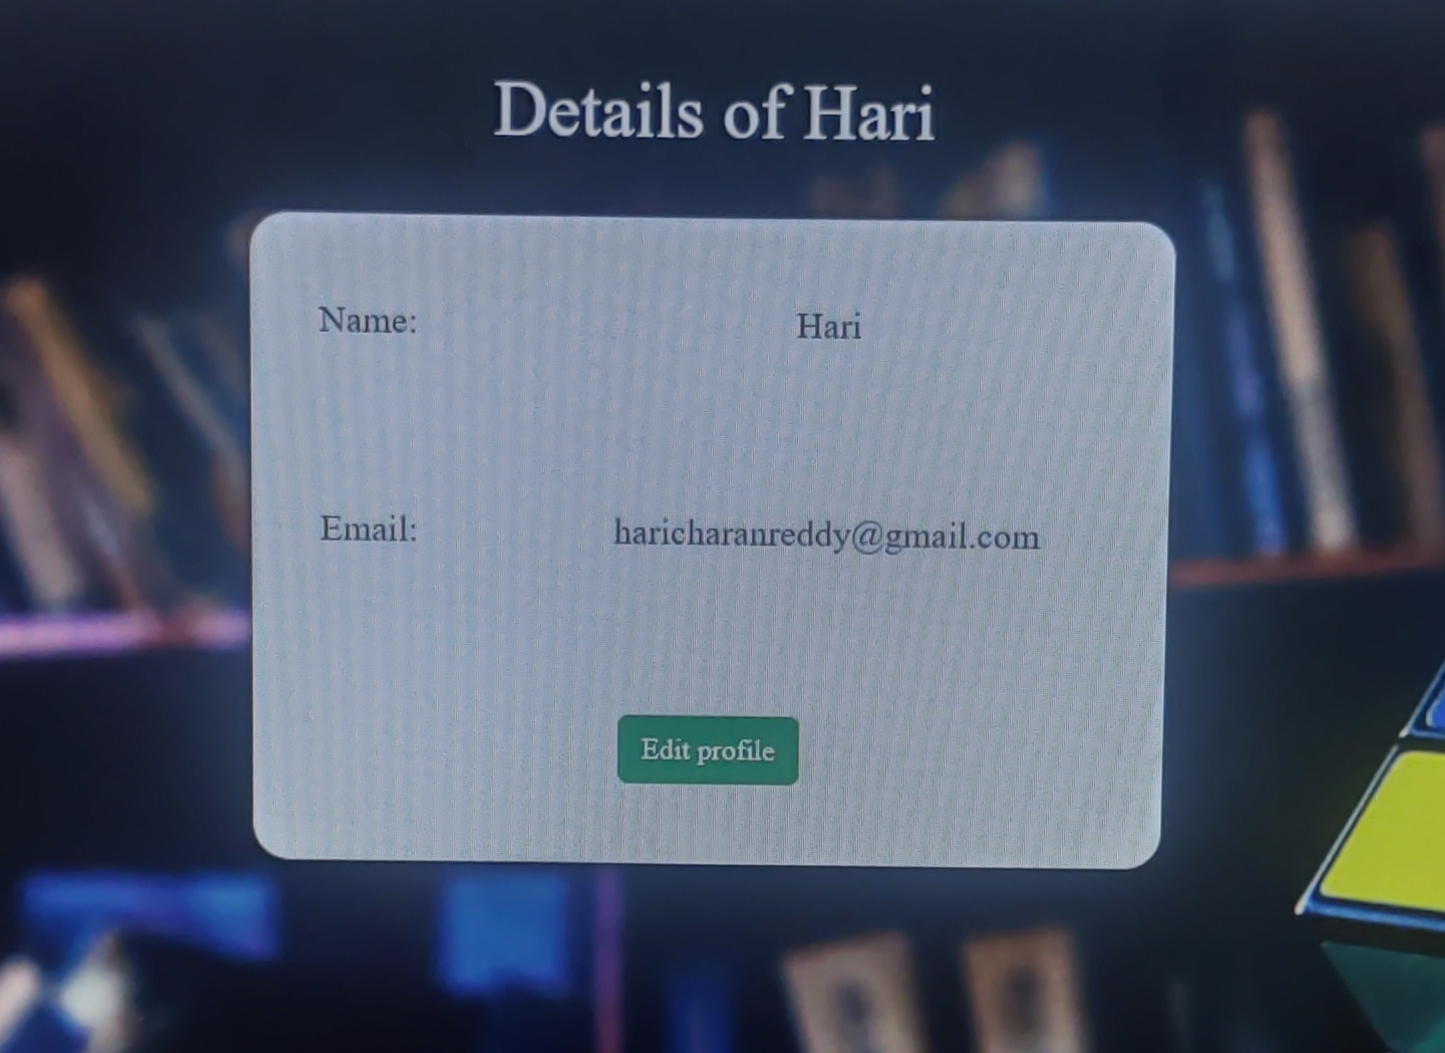 Details of Hari
Name: Hari
Email: haricharanreddy@gmail.com
Edit profile